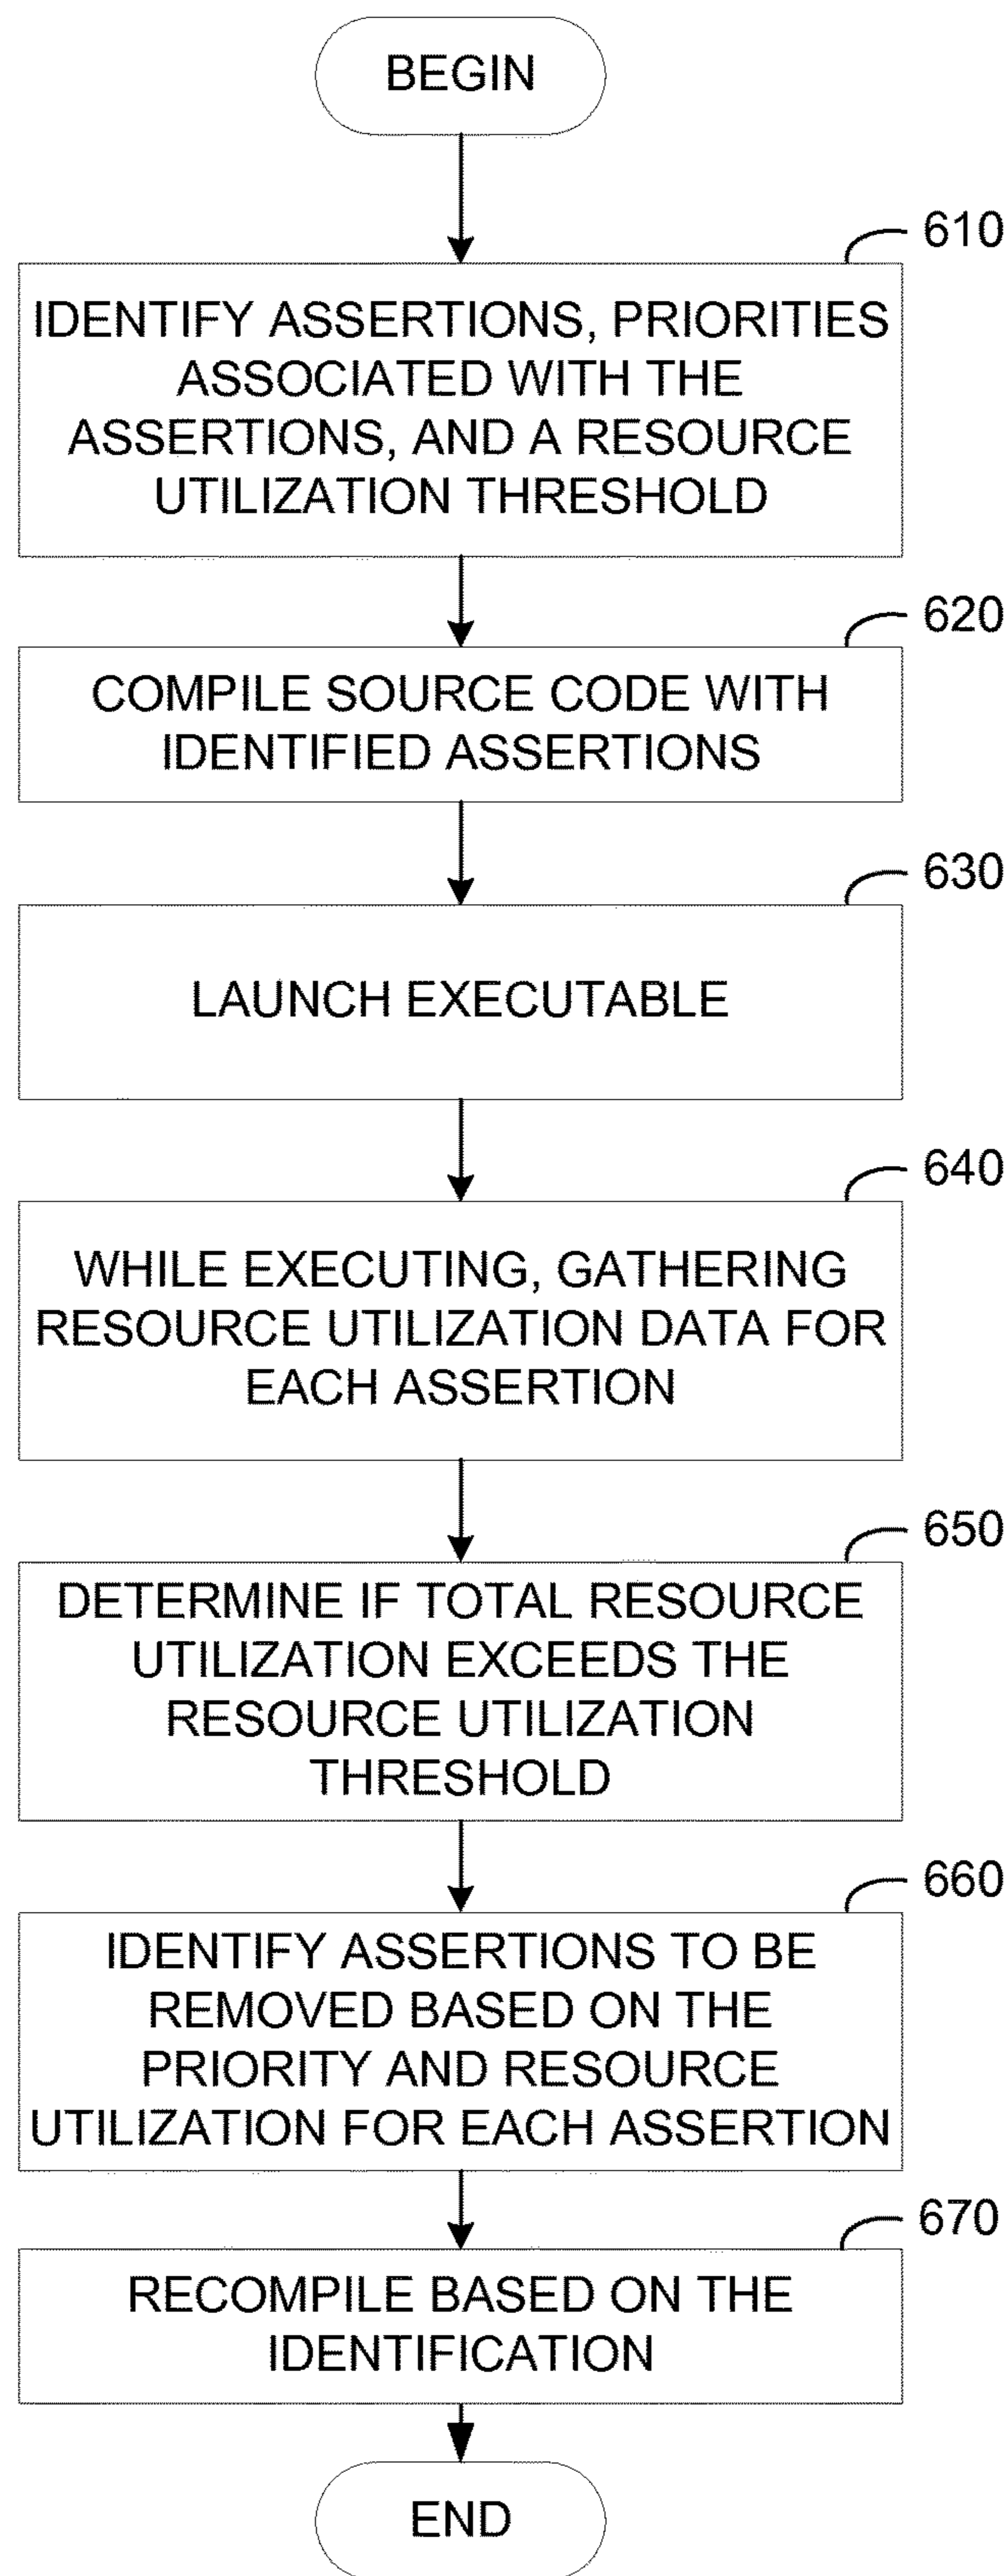 BEGIN
610
IDENTIFY ASSERTIONS, PRIORITIES
ASSOCIATED WITH THE
ASSERTIONS, AND A RESOURCE
UTILIZATION THRESHOLD
620
COMPILE SOURCE CODE WITH
IDENTIFIED ASSERTIONS
630
LAUNCH EXECUTABLE
640
WHILE EXECUTING, GATHERING
RESOURCE UTILIZATION DATA FOR
EACH ASSERTION
650
DETERMINE IF TOTAL RESOURCE
UTILIZATION EXCEEDS THE
RESOURCE UTILIZATION
THRESHOLD
660
IDENTIFY ASSERTIONS TO BE
REMOVED BASED ON THE
PRIORITY AND RESOURCE
UTILIZATION FOR EACH ASSERTION
670
RECOMPILE BASED ON THE
IDENTIFICATION
END